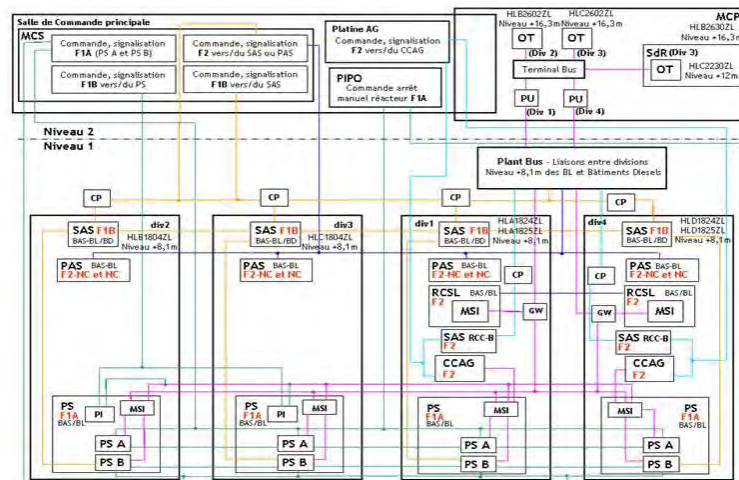 Salle de Commande principale
MCS
Commande, signalisation
F1A (PS A et PS B)
Commande, signalisation
F2 vers/du SAS ou PAS
Commande, signalisation
F1B vers/du PS
Commande, signalisation
F1B vers/du SAS
Platine AG
Commande, signalisation
F2 vers/du CCAG
PIPO
Commande arrêt
manuel réacteur F1A
HLB2602ZL
Niveau +16,3m
HLC2602ZL
Niveau +16,3m
MCP
HLB2630ZL
Niveau +16,3m
OT
OT
(Div 2)
(Div 3)
SdR (Div 3)
OT
HLC2230ZL
Niveau +12m
Terminal Bus
PU
PU
(Div 1)
(Div 4)
Niveau 2
Niveau 1
Plant Bus - Liaisons entre divisions
Niveau +8,1m des BL et Bâtiments Diesels
CP
CP
CP
CP
div2
SAS F1B
BAS-BL/BD
HLB1804ZL
Niveau +8,1m
PAS BAS-BL
F2-NC et NC
PS
F1A
BAS/BL
PI
MSI
PS A
PS B
div3
SAS F1B
BAS-BL/BD
HLC1804ZL
Niveau +8,1m
PAS BAS-BL
F2-NC et NC
PS
F1A
BAS/BL
PI
MSI
PS A
PS B
div1
SAS F1B
BAS-BL/BD
HLA1824ZL
HLA1825ZL
Niveau +8,1m
PAS BAS-BL
F2-NC et NC
CP
RCSL BAS/BL
F2
MSI
GW
SAS RCC-B
F2
CCAG
F2
PS
F1A
BAS/BL
MSI
PS A
PS B
div4
SAS F1B
BAS-BL/BD
HLD1824ZL
HLD1825ZL
Niveau +8,1m
PAS BAS-BL
F2-NC et NC
CP
RCSL BAS/BL
F2
MSI
GW
SAS RCC-B
F2
CCAG
F2
MSI
PS
F1A
BAS/BL
PS A
PS B